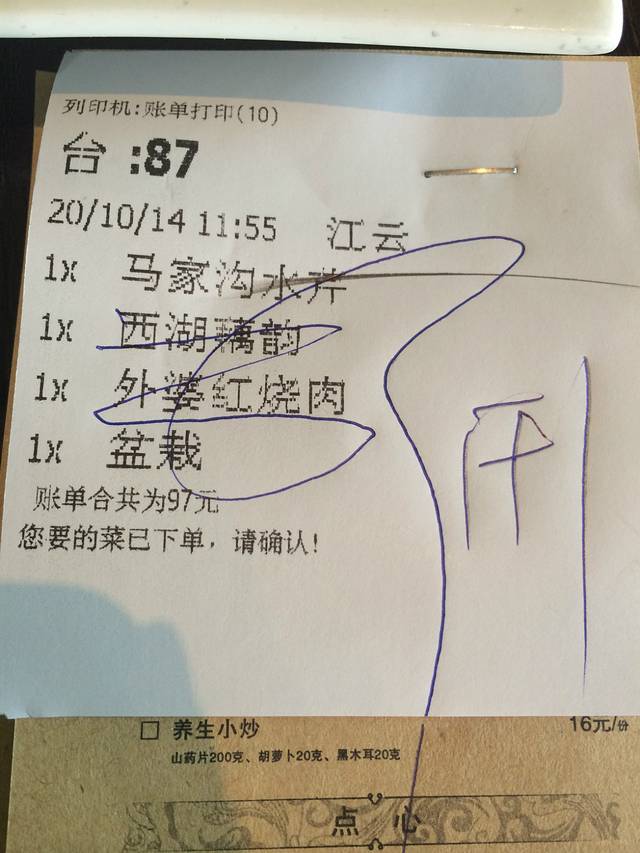 列印机:账单打印(10)
台 :87
20/10/14 11:55 江云
1x 马家沟水芹
1x 西湖藕韵
1x 外婆红烧肉
1x 盆栽
账单合共为97元
您要的菜已下单，请确认!
养生小炒 16元/份
山药片200克、胡萝卜20克、黑木耳20克
点 心